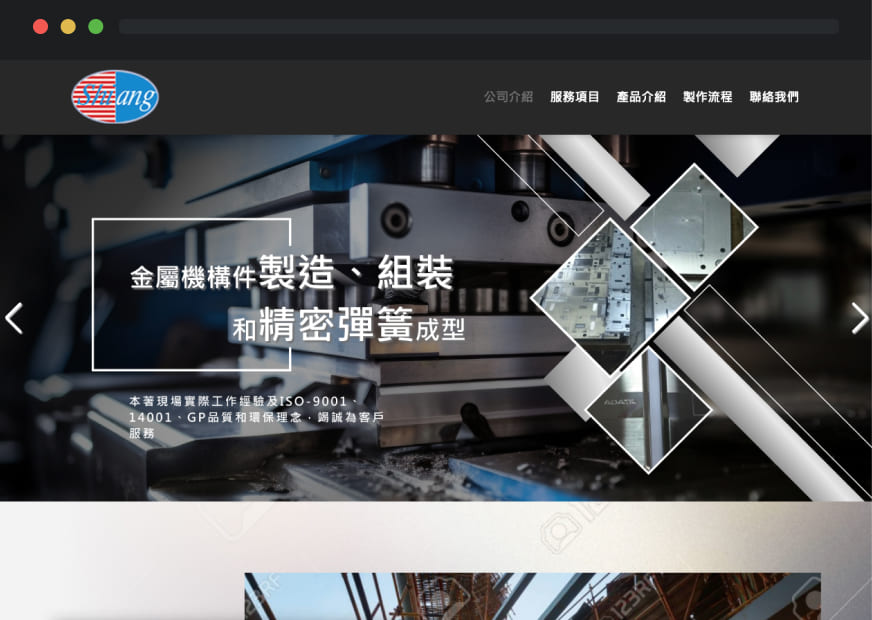 Shuang
公司介紹 服務項目 產品介紹 製作流程 聯絡我們
金屬機構件製造、組裝
和精密彈簧成型
本著現場實際工作經驗及ISO-9001、
14001、GP品質和環保理念，竭誠為客戶
服務
ADATA
123RF
123RF